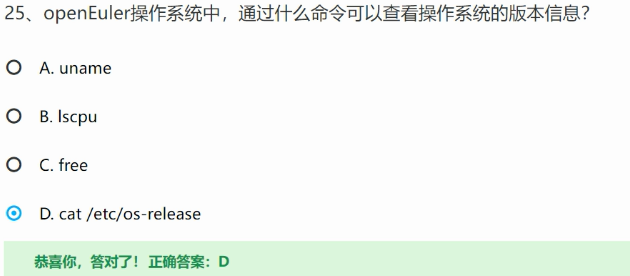 25、openEuler操作系统中，通过什么命令可以查看操作系统的版本信息？
A. uname
B. lscpu
C. free
D. cat /etc/os-release
恭喜你，答对了！正确答案：D